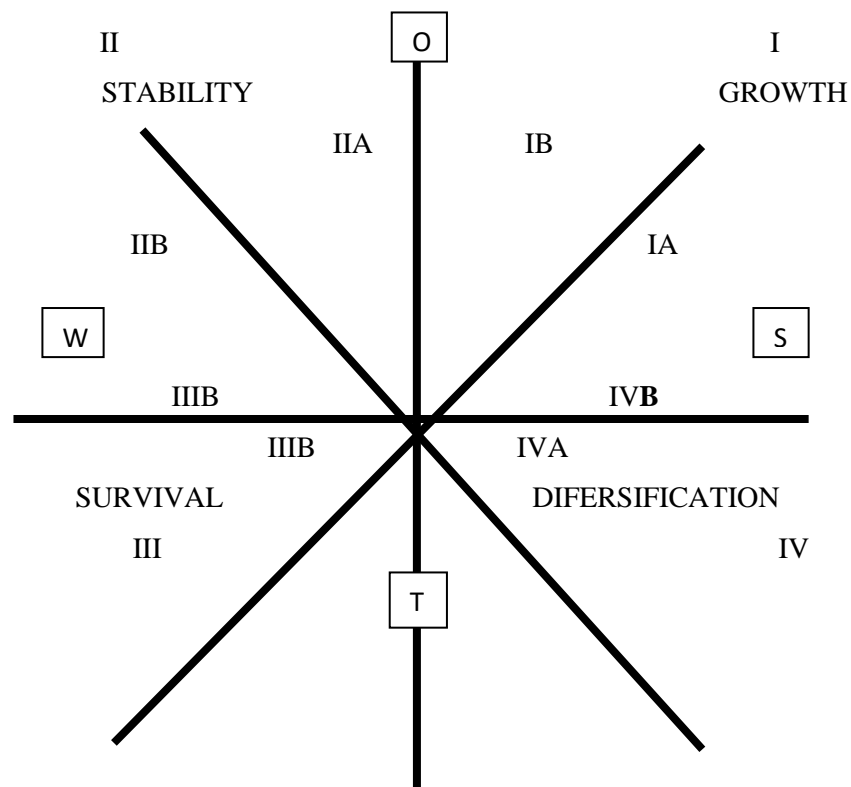 II O I
STABILITY GROWTH
IIA IB
IIB IA
W S
IIIB IVB
IIIB IVA
SURVIVAL DIFERSIFICATION
III IV
T